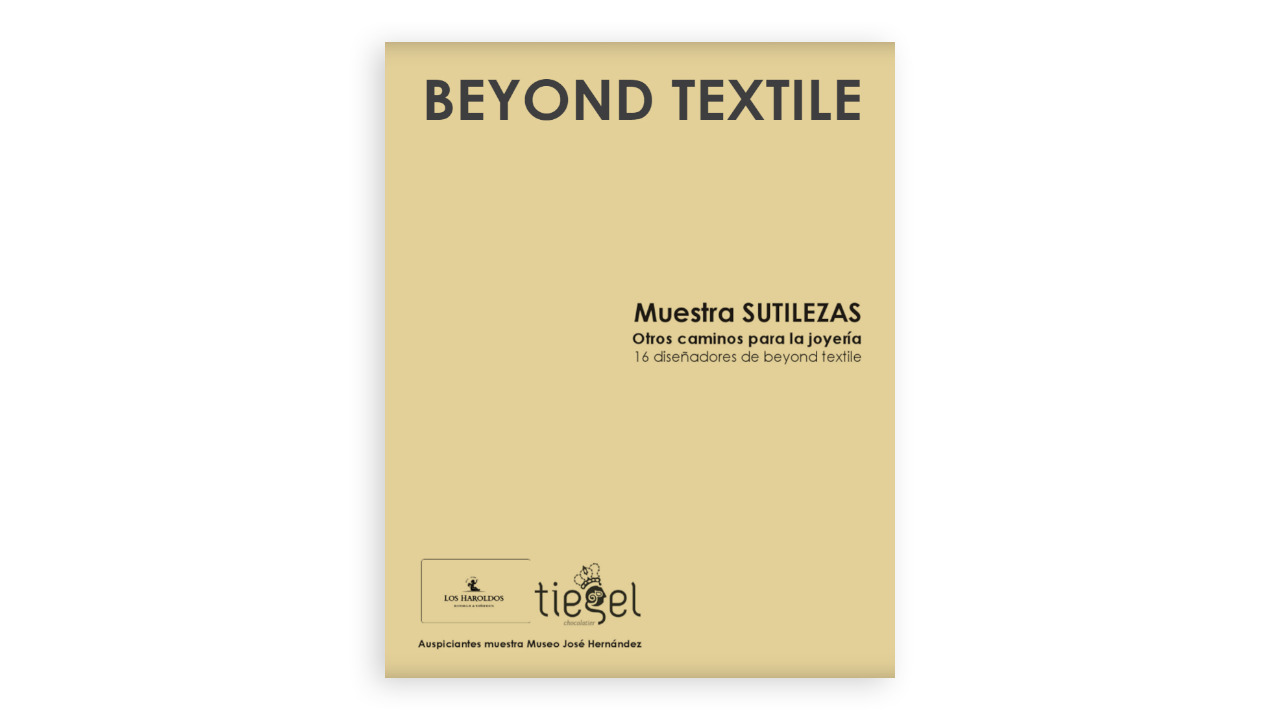 BEYOND TEXTILE
Muestra SUTILEZAS
Otros caminos para la joyería
16 diseñadores de beyond textile
LOS HAROLDOS
tiegel
chocolatier
Auspiciantes muestra Museo José Hernández